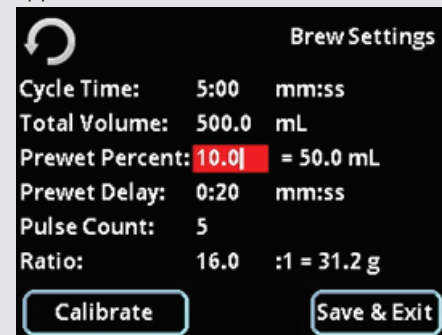 Brew Settings
Cycle Time: 5:00 mm:ss
Total Volume: 500.0 mL
Prewet Percent: 10.0 = 50.0 mL
Prewet Delay: 0:20 mm:ss
Pulse Count: 5
Ratio: 16.0 :1 = 31.2 g
Calibrate Save & Exit